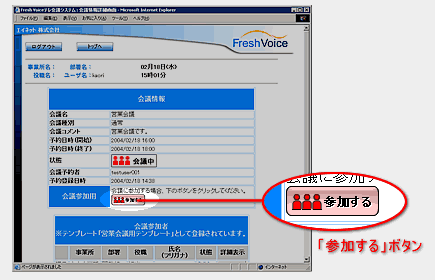 FreshVoiceテレビ会議システム：会議情報詳細画面 - Microsoft Internet Explorer
ファイル(F) 編集(E) 表示(V) お気に入り(A) ツール(T) ヘルプ(H)
エイネット 株式会社
ログアウト トップへ
FreshVoice
事業所名： 部署名： 02月18日(水)
役職名： ユーザ名：kaori 15時01分
会議情報
会議名 営業会議
会議種別 通常
会議コメント 営業会議です。
予約日時(開始) 2004/02/18 16:00
予約日時(終了) 2004/02/18 18:00
状態 会議中
会議予約者 testuser001
予約登録日時 2004/02/18 14:38
会議参加用 会議に参加する場合、下のボタンをクリックしてください。
参加する
会議に参加す
参加する
「参加する」ボタン
会議参加者
※テンプレート「営業会議用テンプレート」として登録されています。
事業所 部署 役職 氏名(フリガナ) 状態 詳細表示
ページが表示されました インターネット